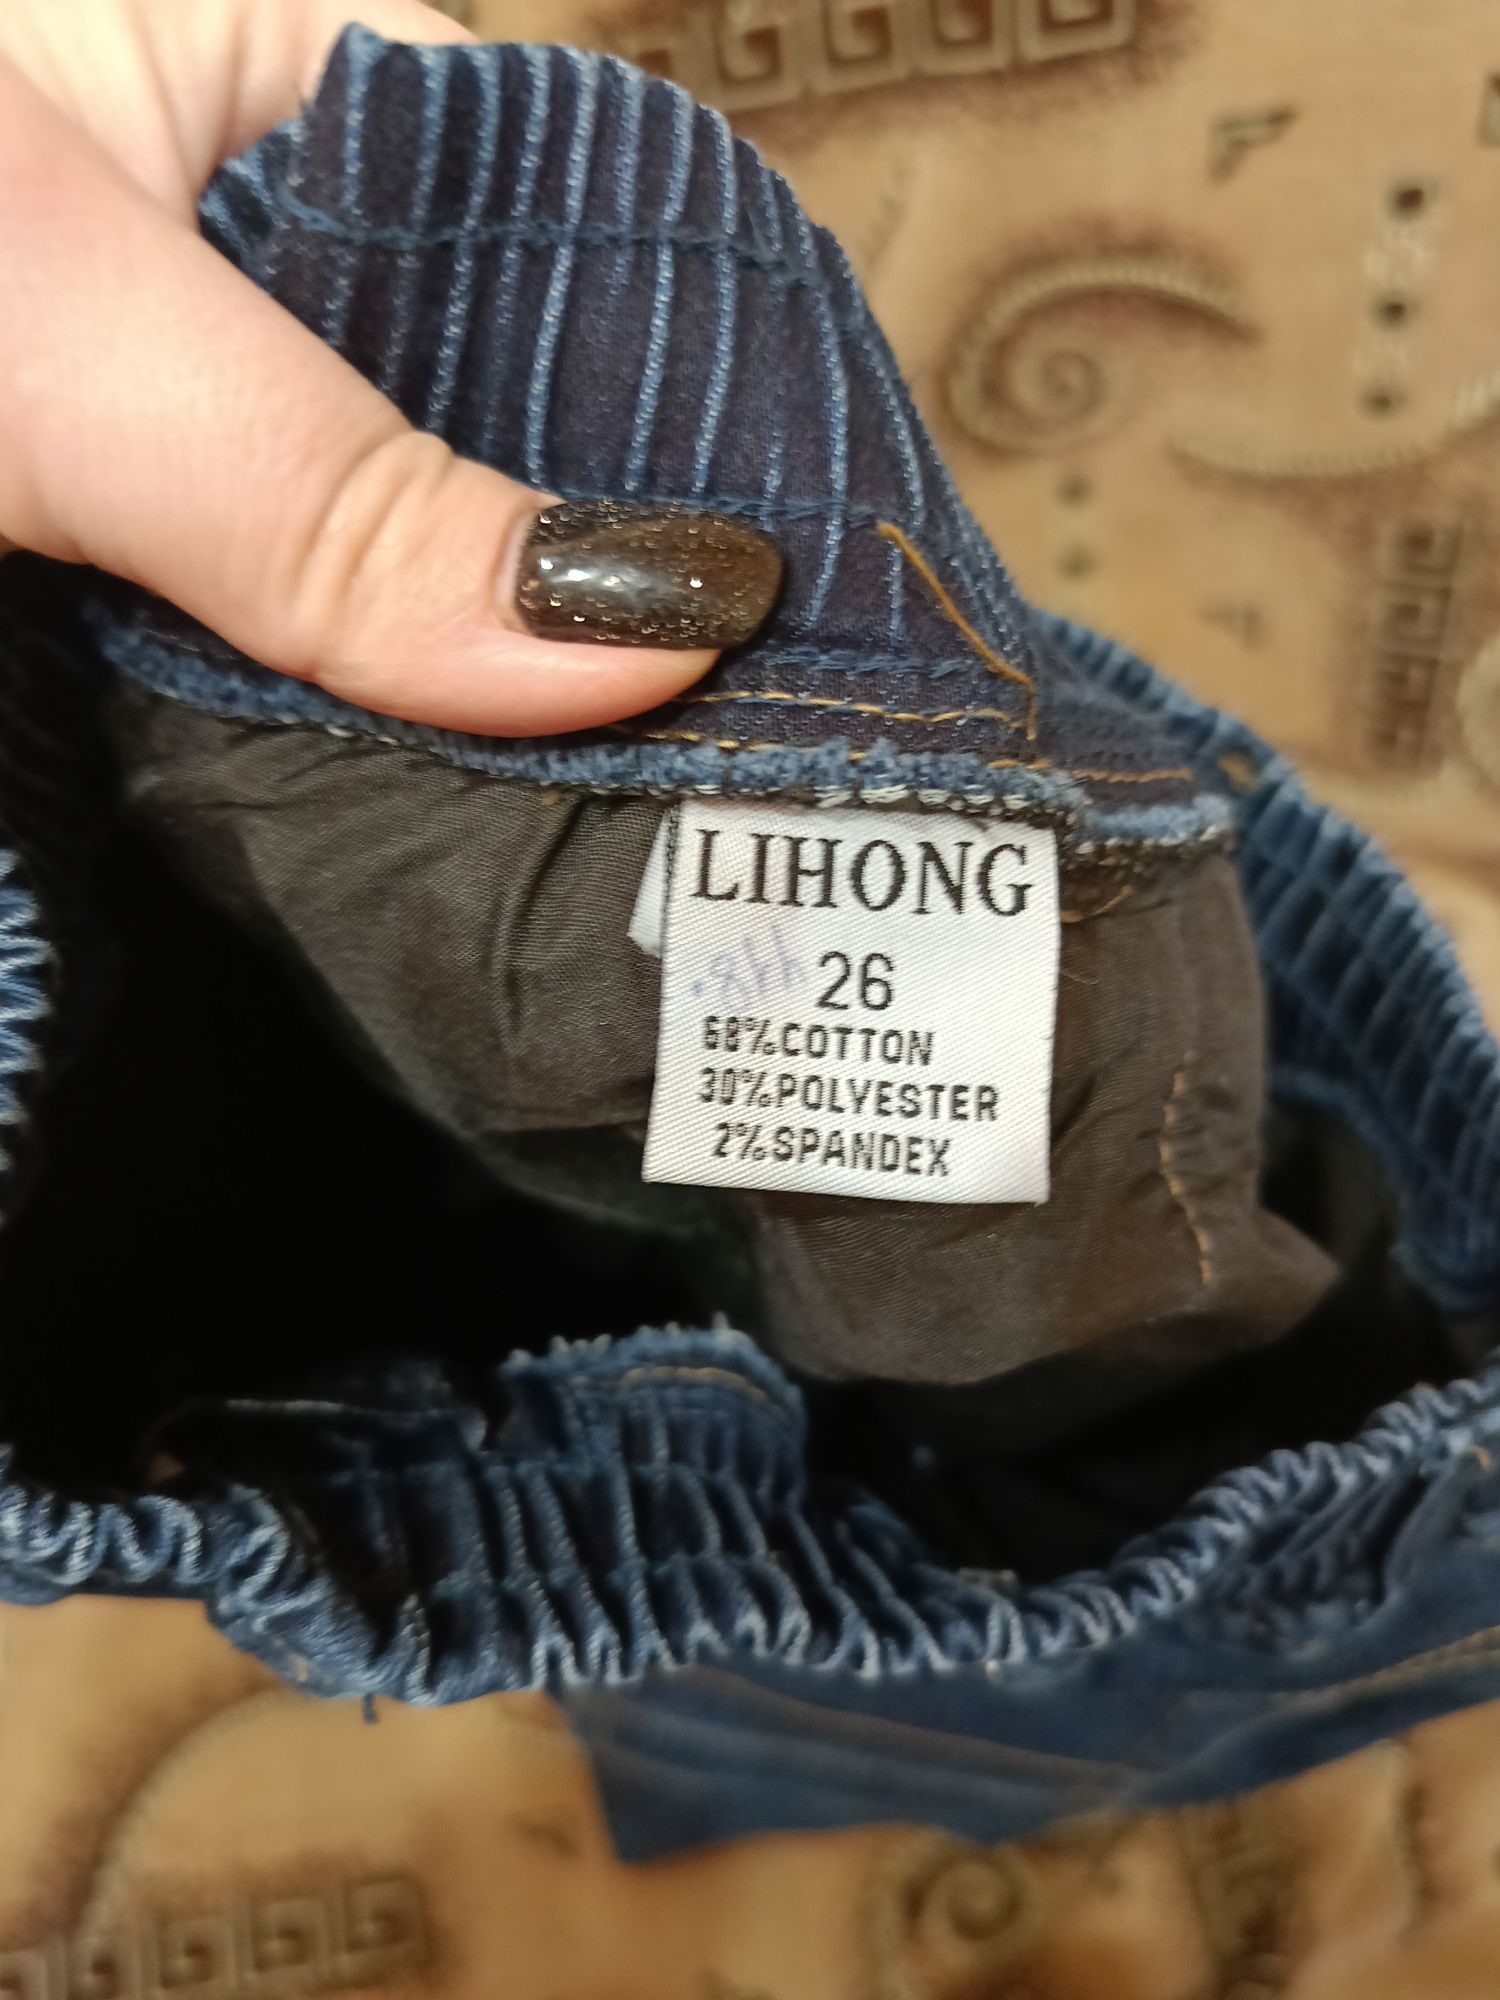 LIHONG
26
68%COTTON
30%POLYESTER
2%SPANDEX